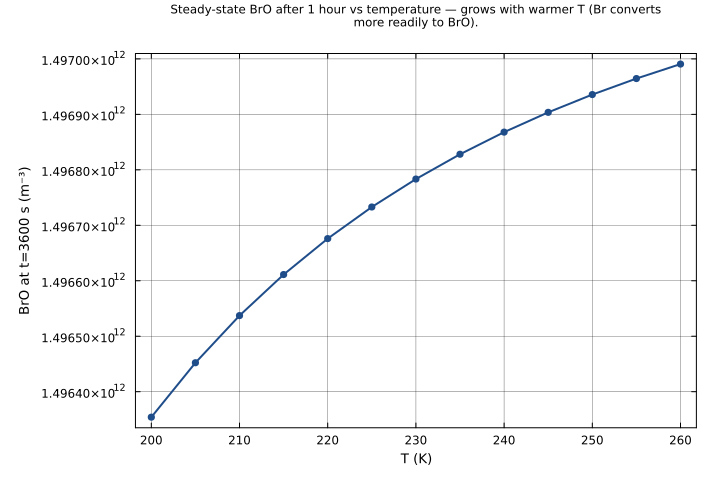 Steady-state BrO after 1 hour vs temperature — grows with warmer T (Br converts
more readily to BrO).
1.49700×10¹²
1.49690×10¹²
1.49680×10¹²
1.49670×10¹²
1.49660×10¹²
1.49650×10¹²
1.49640×10¹²
BrO at t=3600 s (m⁻³)
200 210 220 230 240 250 260
T (K)